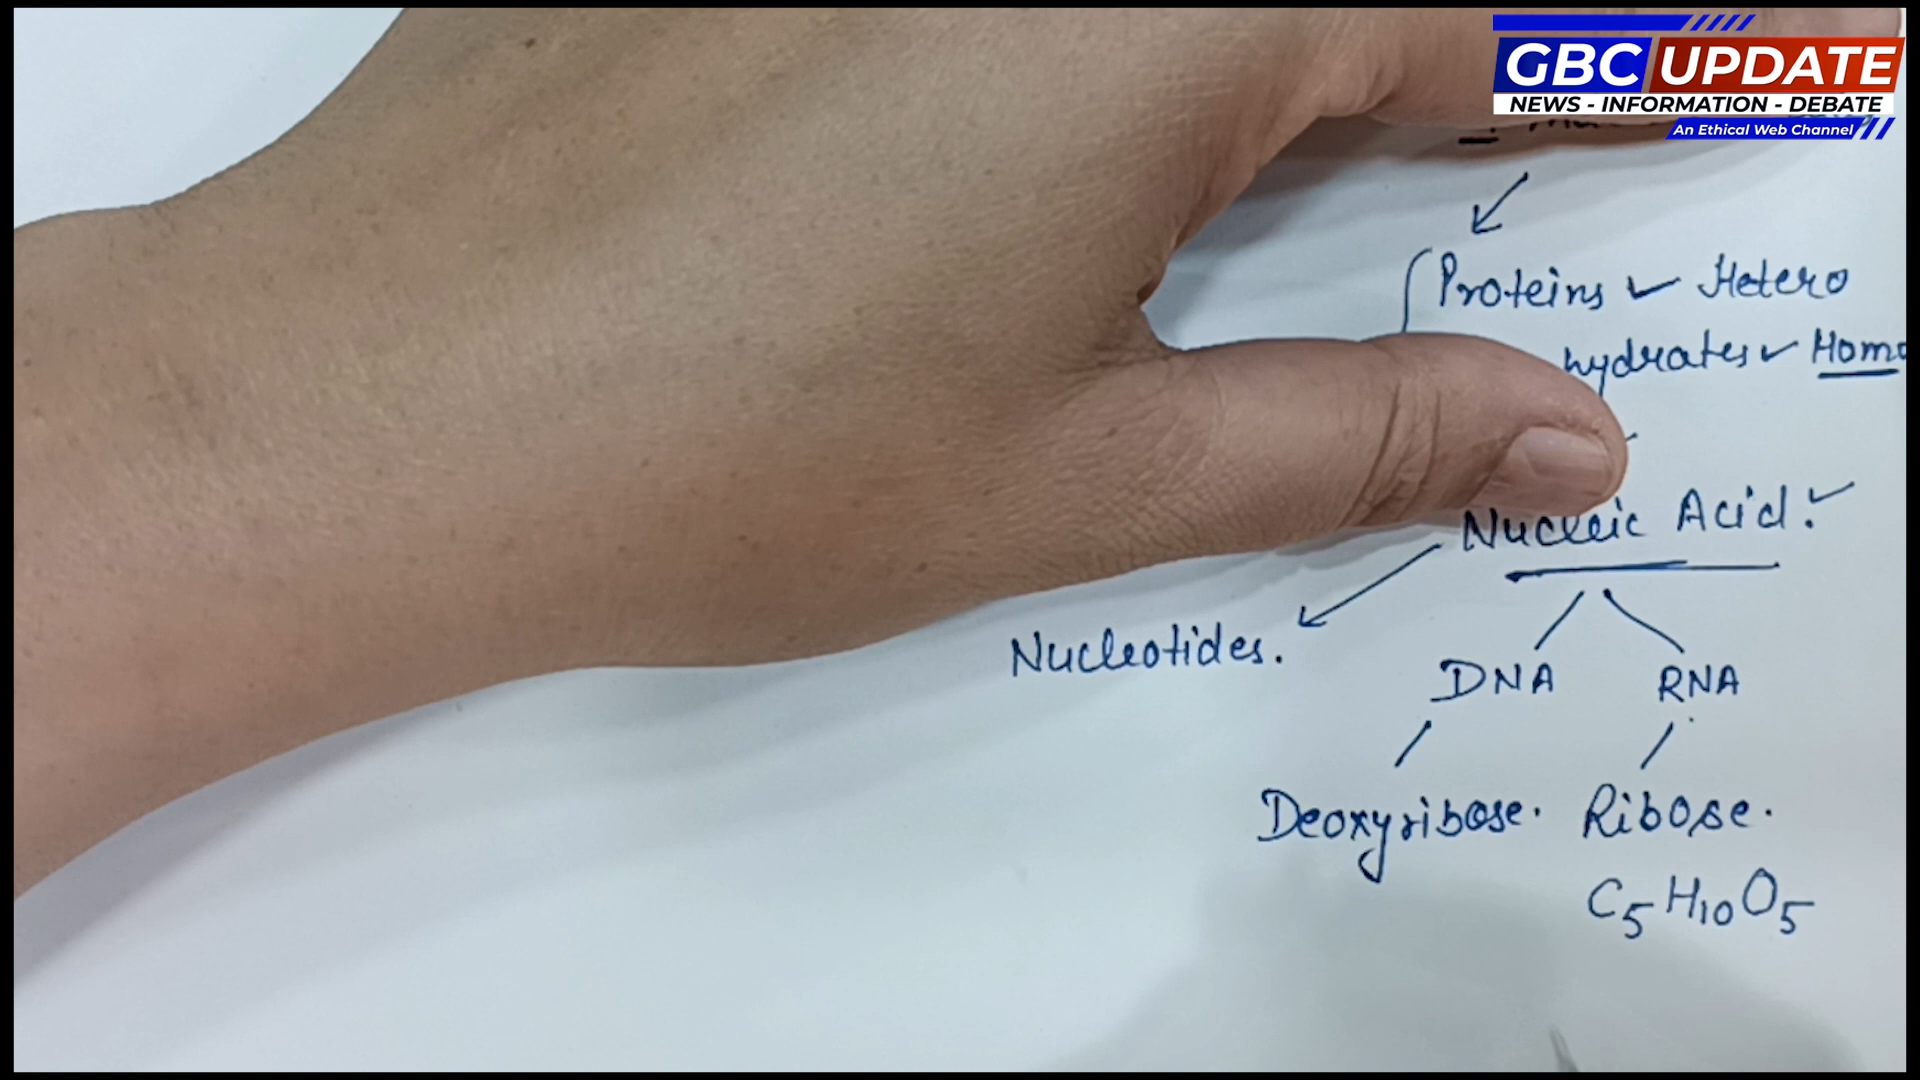 GBC UPDATE
NEWS - INFORMATION - DEBATE
An Ethical Web Channel
Proteins ✓ Hetero
hydrates ✓ Homo
Nucleic Acid. ✓
Nucleotides.
DNA RNA
Deoxyribose. Ribose.
C5H10O5